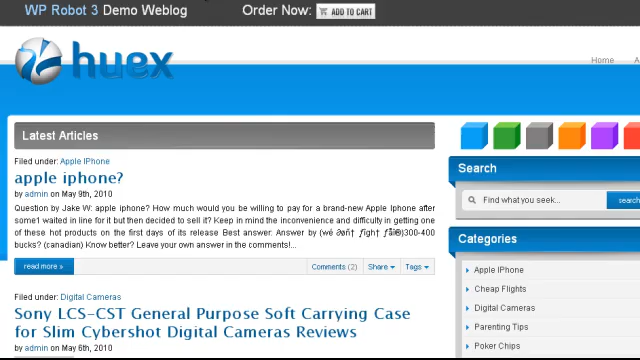 WP Robot 3 Demo Weblog
Order Now: ADD TO CART
huex
Home
Latest Articles
Filed under: Apple IPhone
apple iphone?
by admin on May 9th, 2010
Question by Jake W: apple iphone? How much would you be willing to pay for a brand-new Apple Iphone after
some1 waited in line for it but then decided to sell it? Keep in mind the inconvenience and difficulty in getting one
of these hot products on the first days of its release Best answer: Answer by 300-400
bucks? (canadian) Know better? Leave your own answer in the comments!...
read more »
Comments (2)
Share
Tags
Filed under: Digital Cameras
Sony LCS-CST General Purpose Soft Carrying Case
for Slim Cybershot Digital Cameras Reviews
by admin on May 6th, 2010
Search
Find what you seek...
search
Categories
Apple IPhone
Cheap Flights
Digital Cameras
Parenting Tips
Poker Chips